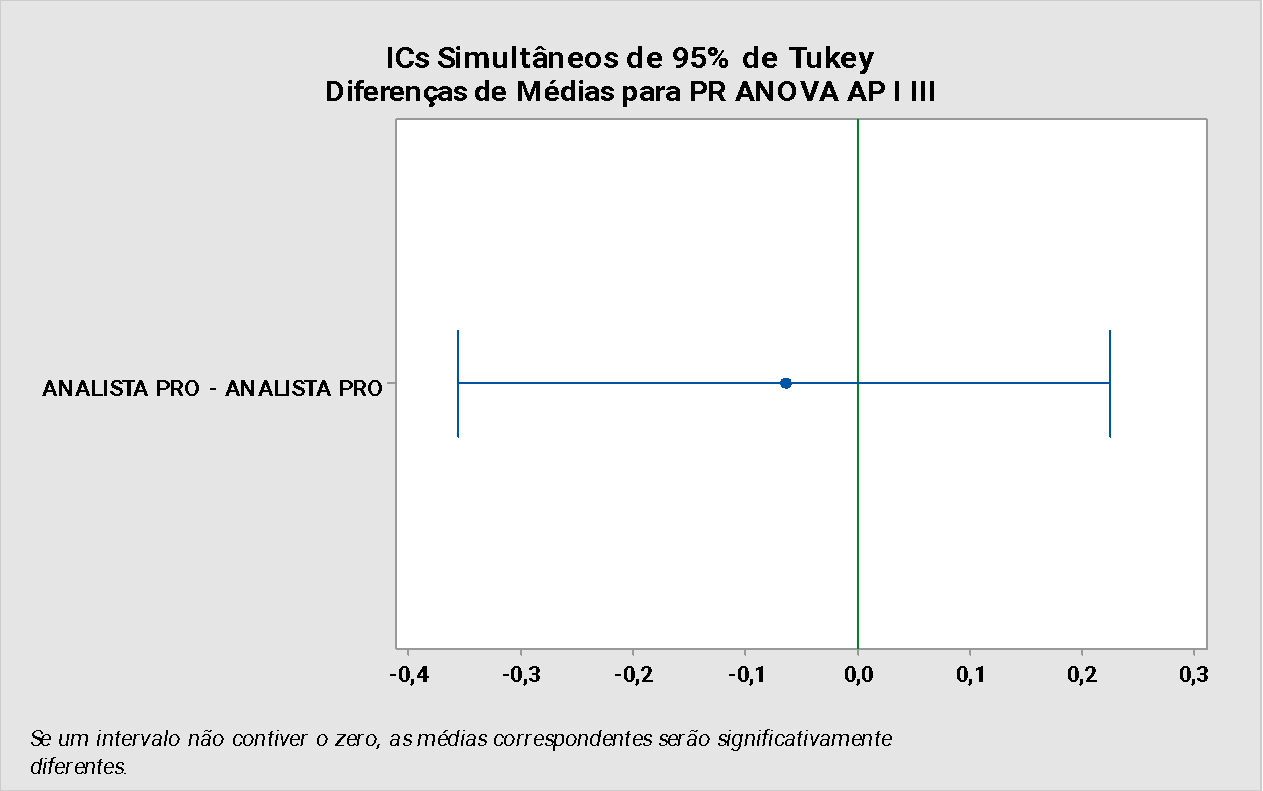 ICs Simultâneos de 95% de Tukey
Diferenças de Médias para PR ANOVA AP I III
ANALISTA PRO - ANALISTA PRO
-0,4 -0,3 -0,2 -0,1 0,0 0,1 0,2 0,3
Se um intervalo não contiver o zero, as médias correspondentes serão significativamente
diferentes.